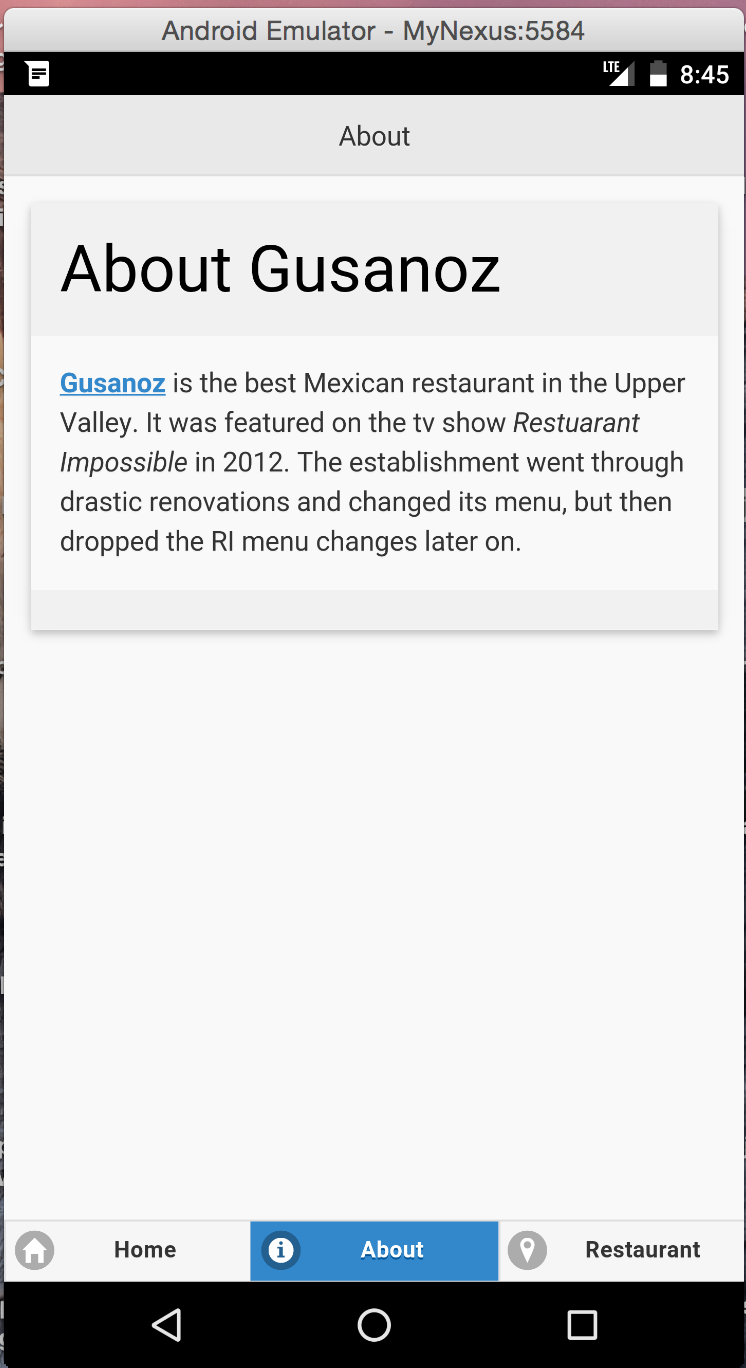 Android Emulator - MyNexus:5584
LTE 8:45
About
About Gusanoz
Gusanoz is the best Mexican restaurant in the Upper
Valley. It was featured on the tv show Restuarant
Impossible in 2012. The establishment went through
drastic renovations and changed its menu, but then
dropped the RI menu changes later on.
Home About Restaurant